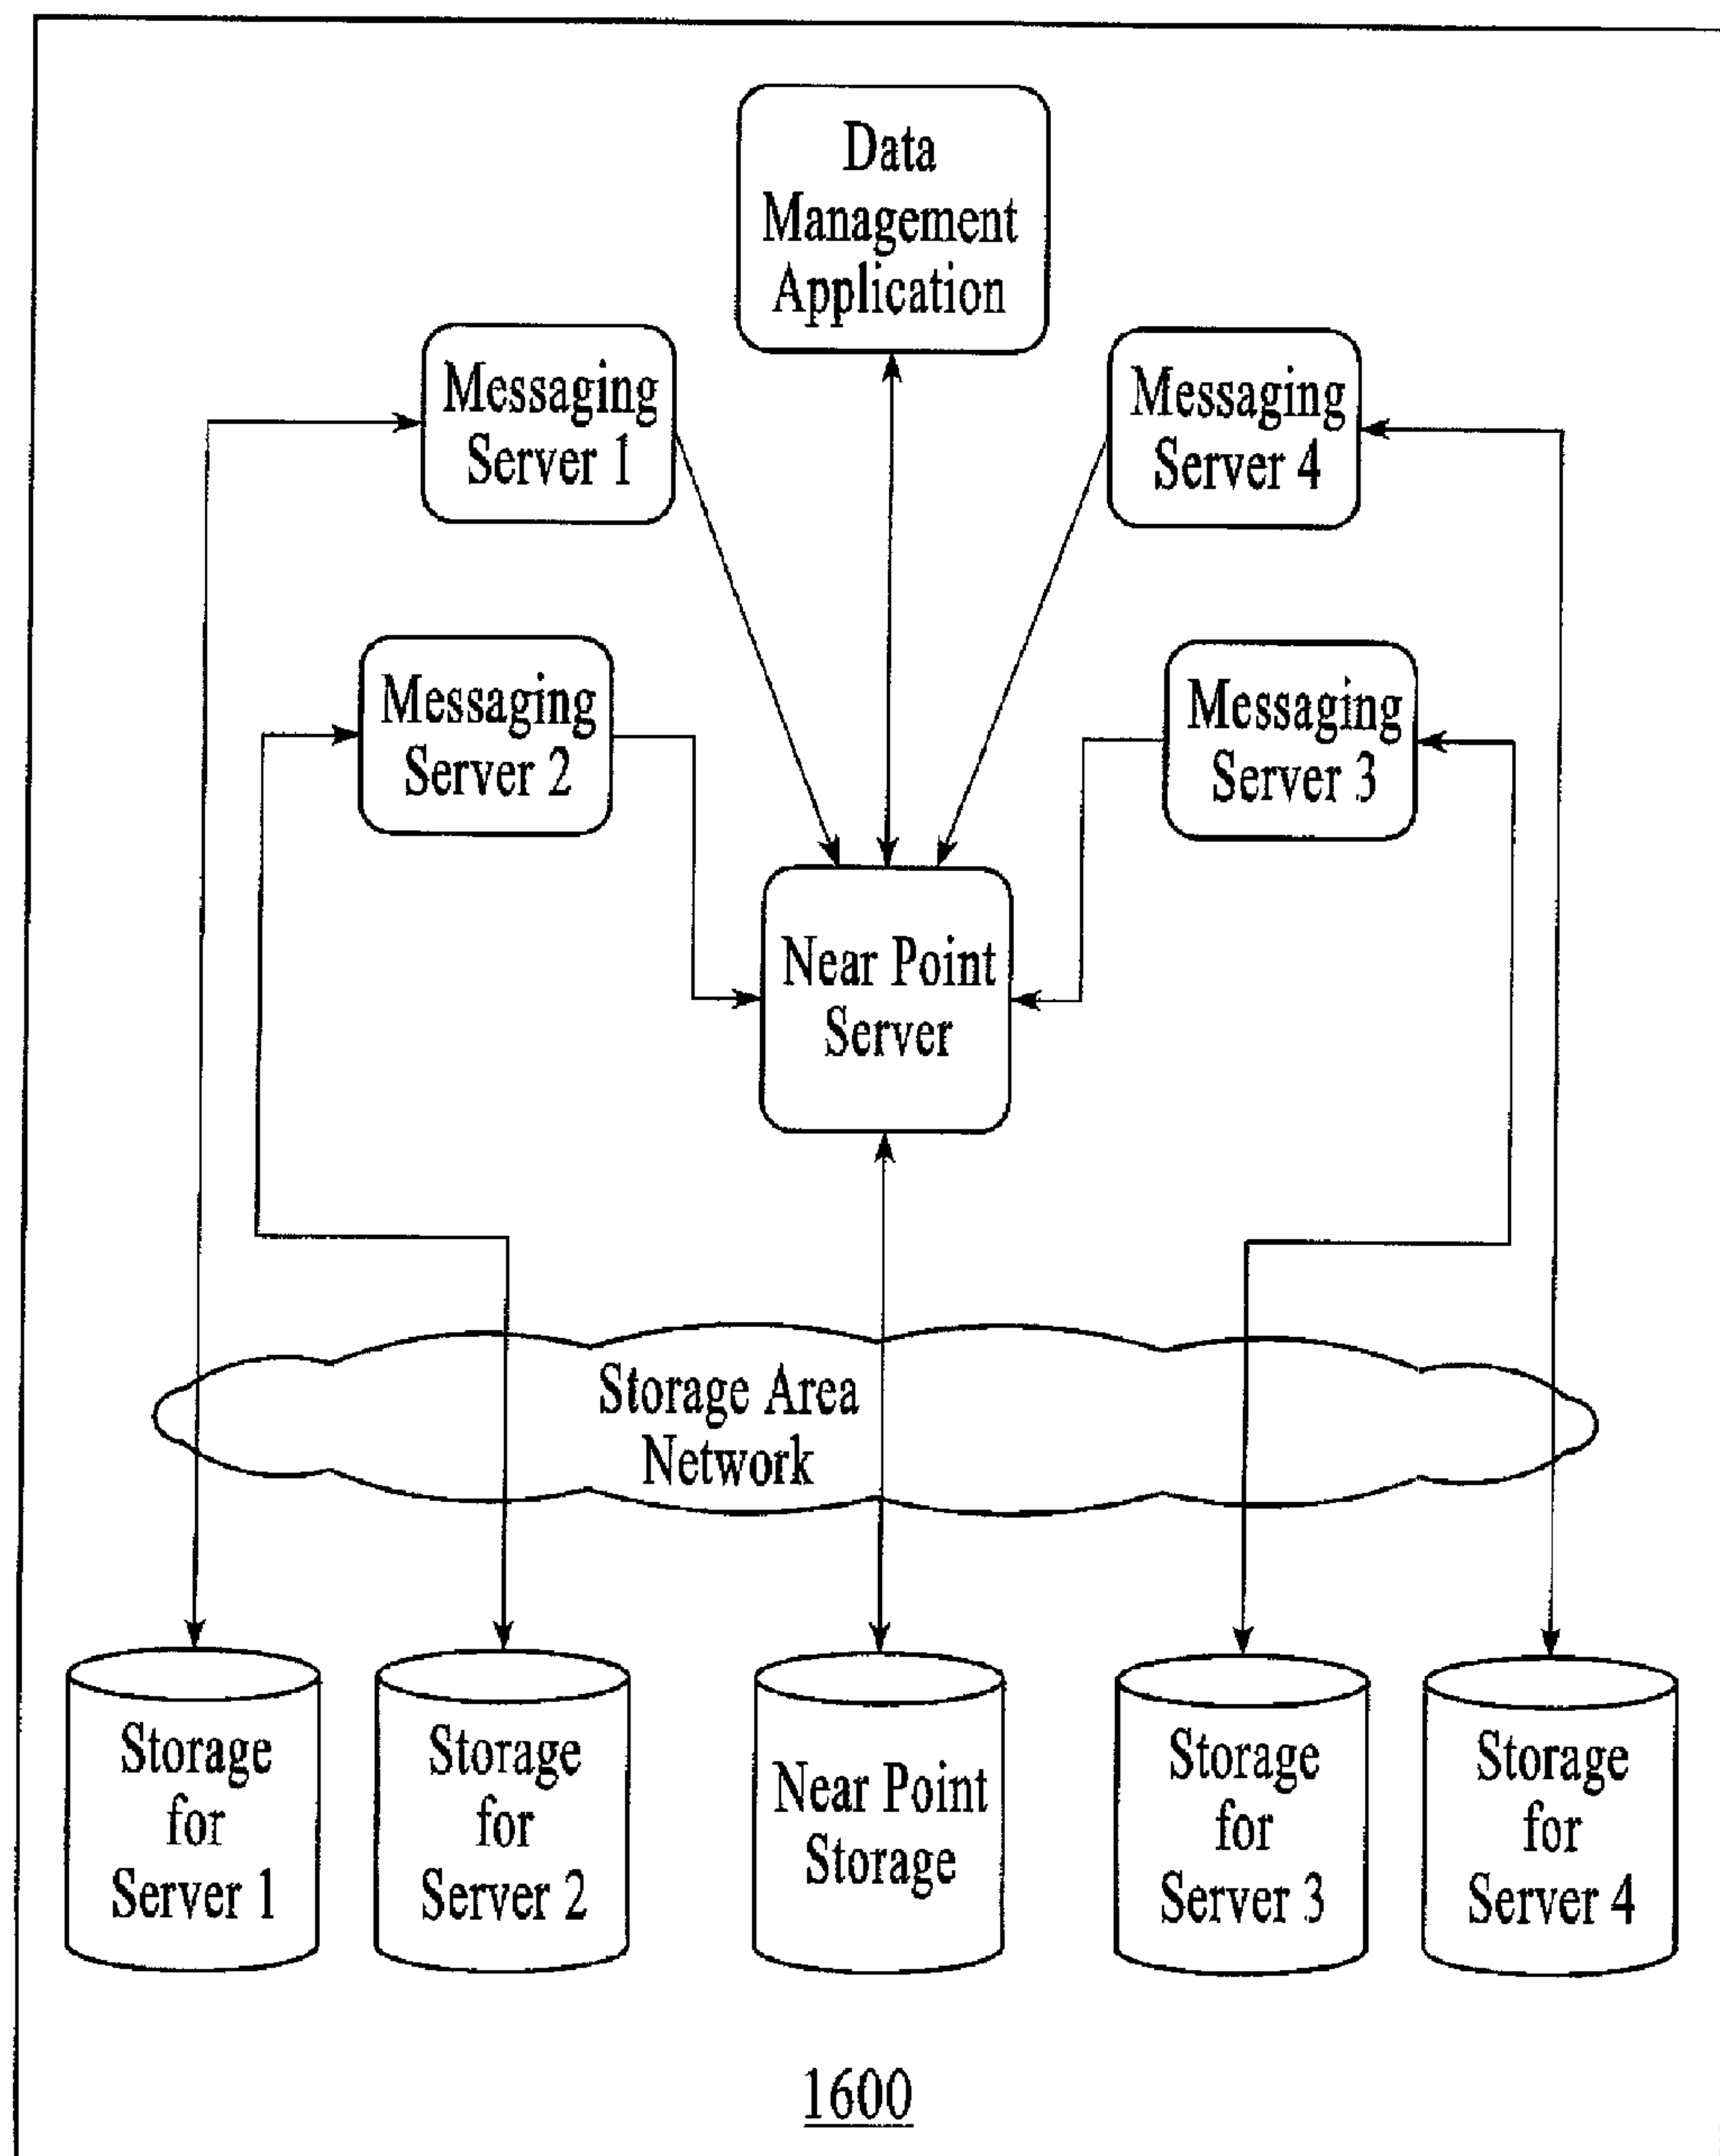 Data
Management
Application
Messaging
Server 1
Messaging
Server 4
Messaging
Server 2
Messaging
Server 3
Near Point
Server
Storage Area
Network
Storage
for
Server 1
Storage
for
Server 2
Near Point
Storage
Storage
for
Server 3
Storage
for
Server 4
1600